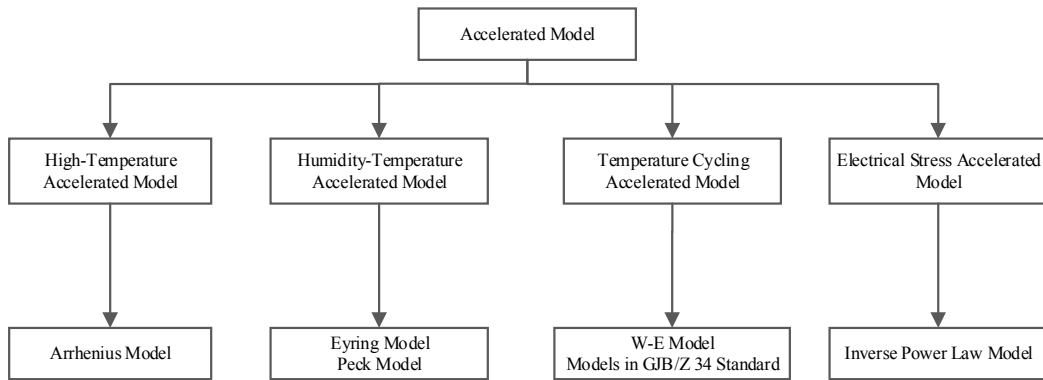 Accelerated Model
High-Temperature
Accelerated Model
Humidity-Temperature
Accelerated Model
Temperature Cycling
Accelerated Model
Electrical Stress Accelerated
Model
Arrhenius Model
Eyring Model
Peck Model
W-E Model
Models in GJB/Z 34 Standard
Inverse Power Law Model